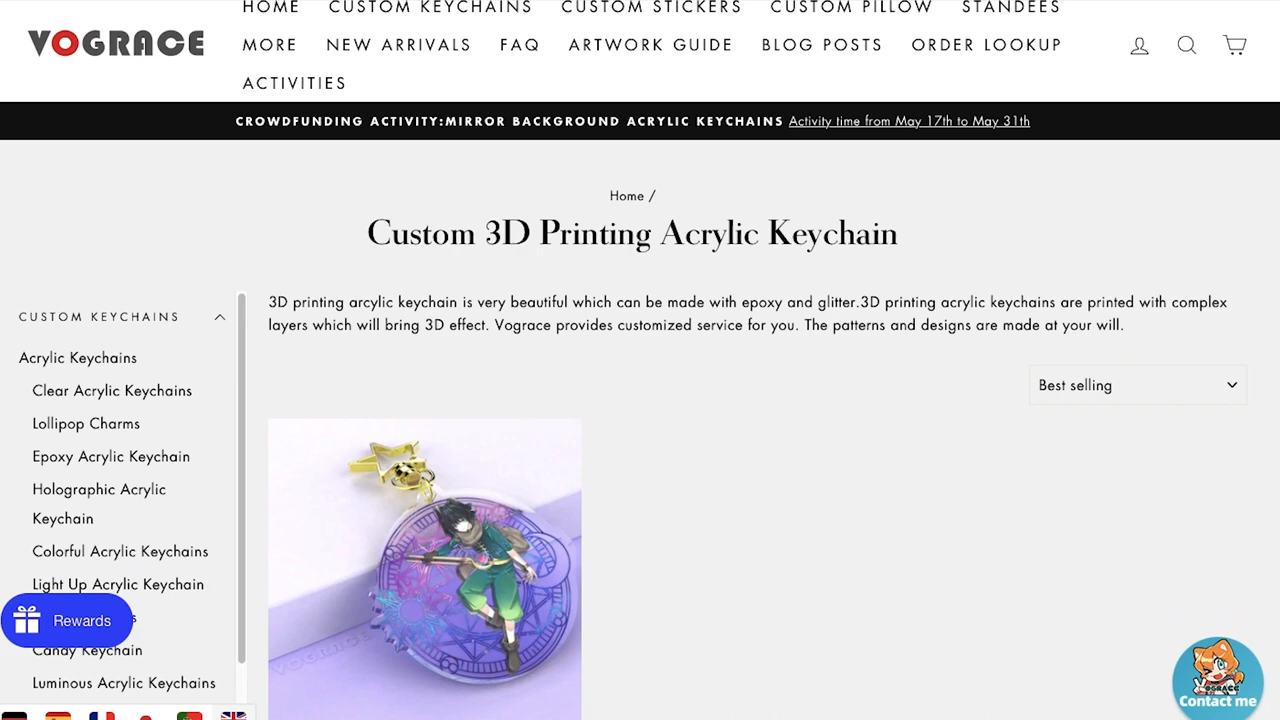 HOME CUSTOM KEYCHAINS CUSTOM STICKERS CUSTOM PILLOW STANDEES
VOGRACE
MORE NEW ARRIVALS FAQ ARTWORK GUIDE BLOG POSTS ORDER LOOKUP
ACTIVITIES
CROWDFUNDING ACTIVITY:MIRROR BACKGROUND ACRYLIC KEYCHAINS Activity time from May 17th to May 31th
Home /
Custom 3D Printing Acrylic Keychain
CUSTOM KEYCHAINS
Acrylic Keychains
Clear Acrylic Keychains
Lollipop Charms
Epoxy Acrylic Keychain
Holographic Acrylic
Keychain
Colorful Acrylic Keychains
Light Up Acrylic Keychain
Rewards
Candy Keychain
Luminous Acrylic Keychains
3D printing arcylic keychain is very beautiful which can be made with epoxy and glitter.3D printing acrylic keychains are printed with complex
layers which will bring 3D effect. Vograce provides customized service for you. The patterns and designs are made at your will.
Best selling
VOGRACE
VOGRACE
Contact me